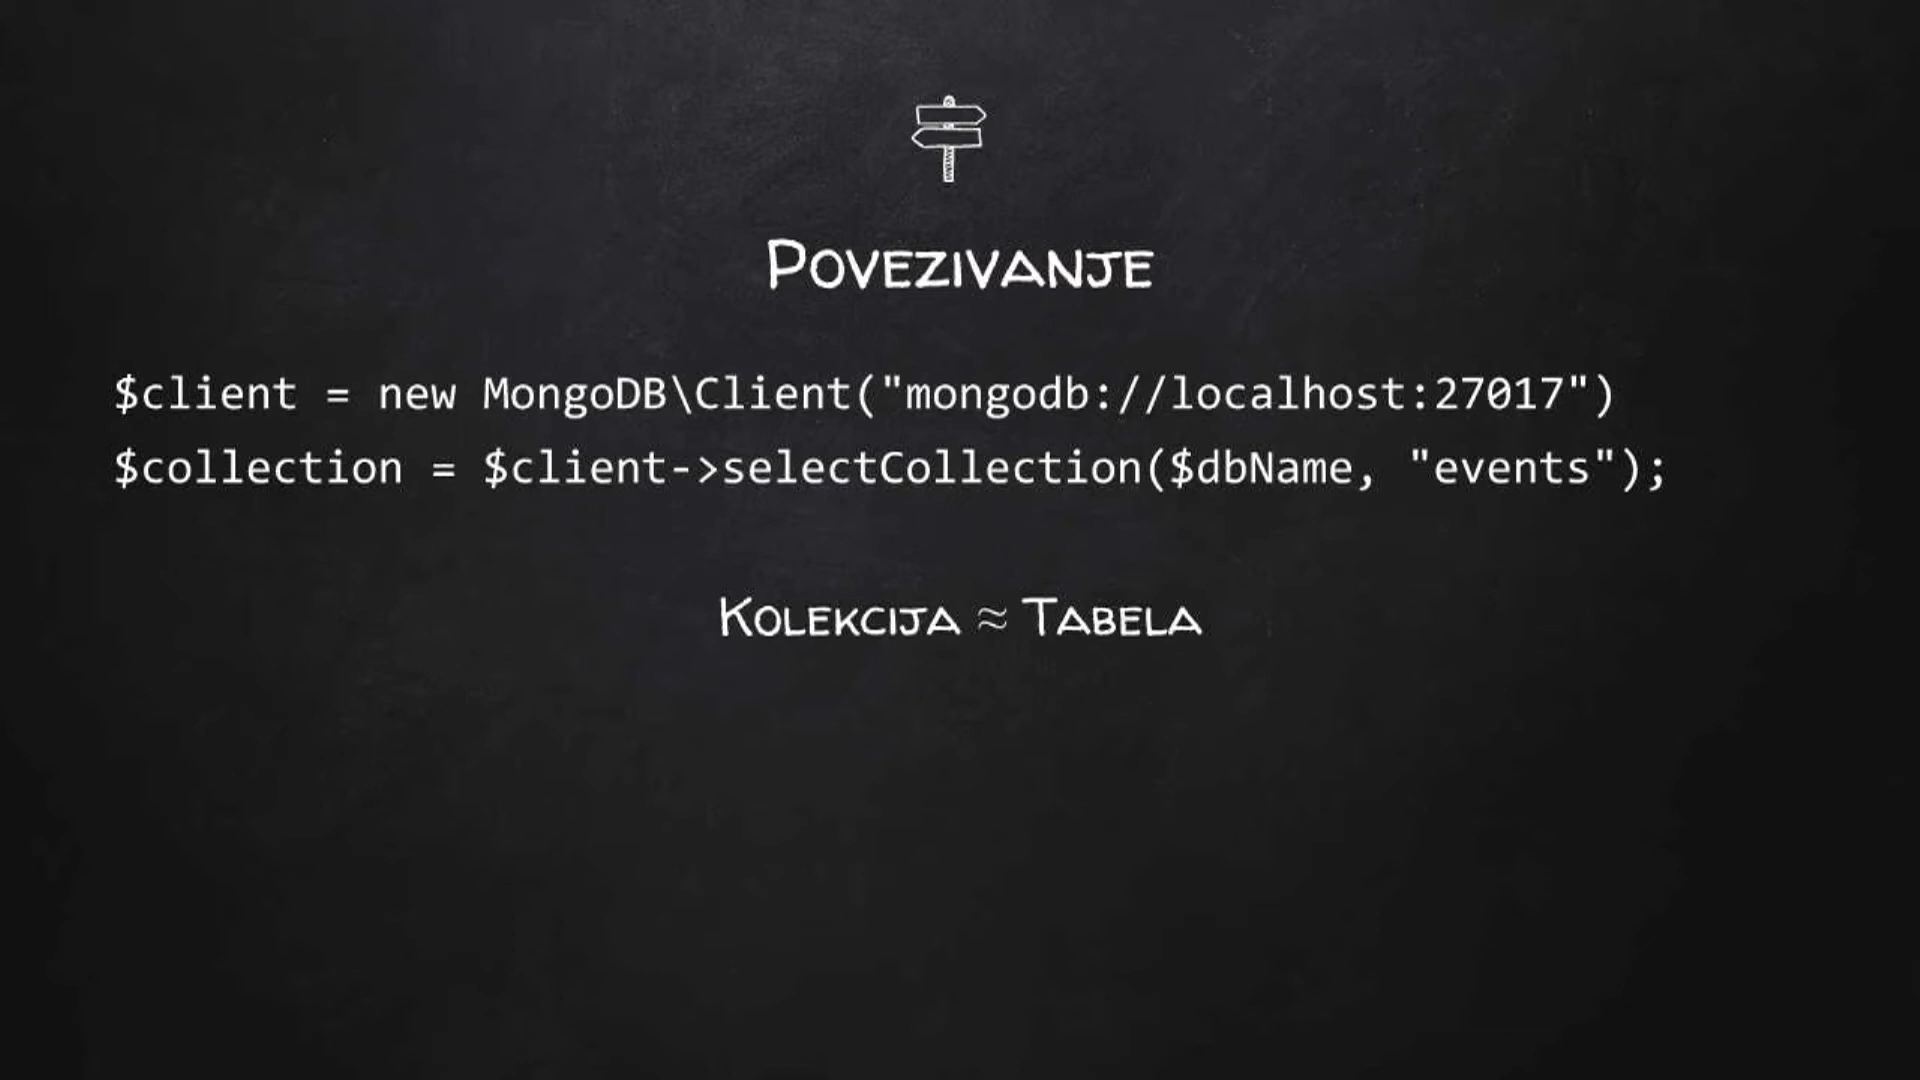 Povezivanje
$client = new MongoDB\Client("mongodb://localhost:27017")
$collection = $client->selectCollection($dbName, "events");
Kolekcija ≈ Tabela